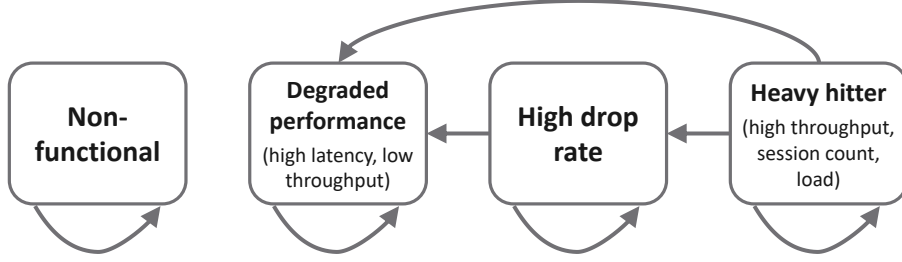 Non-
functional
Degraded
performance
(high latency, low
throughput)
High drop
rate
Heavy hitter
(high throughput,
session count,
load)